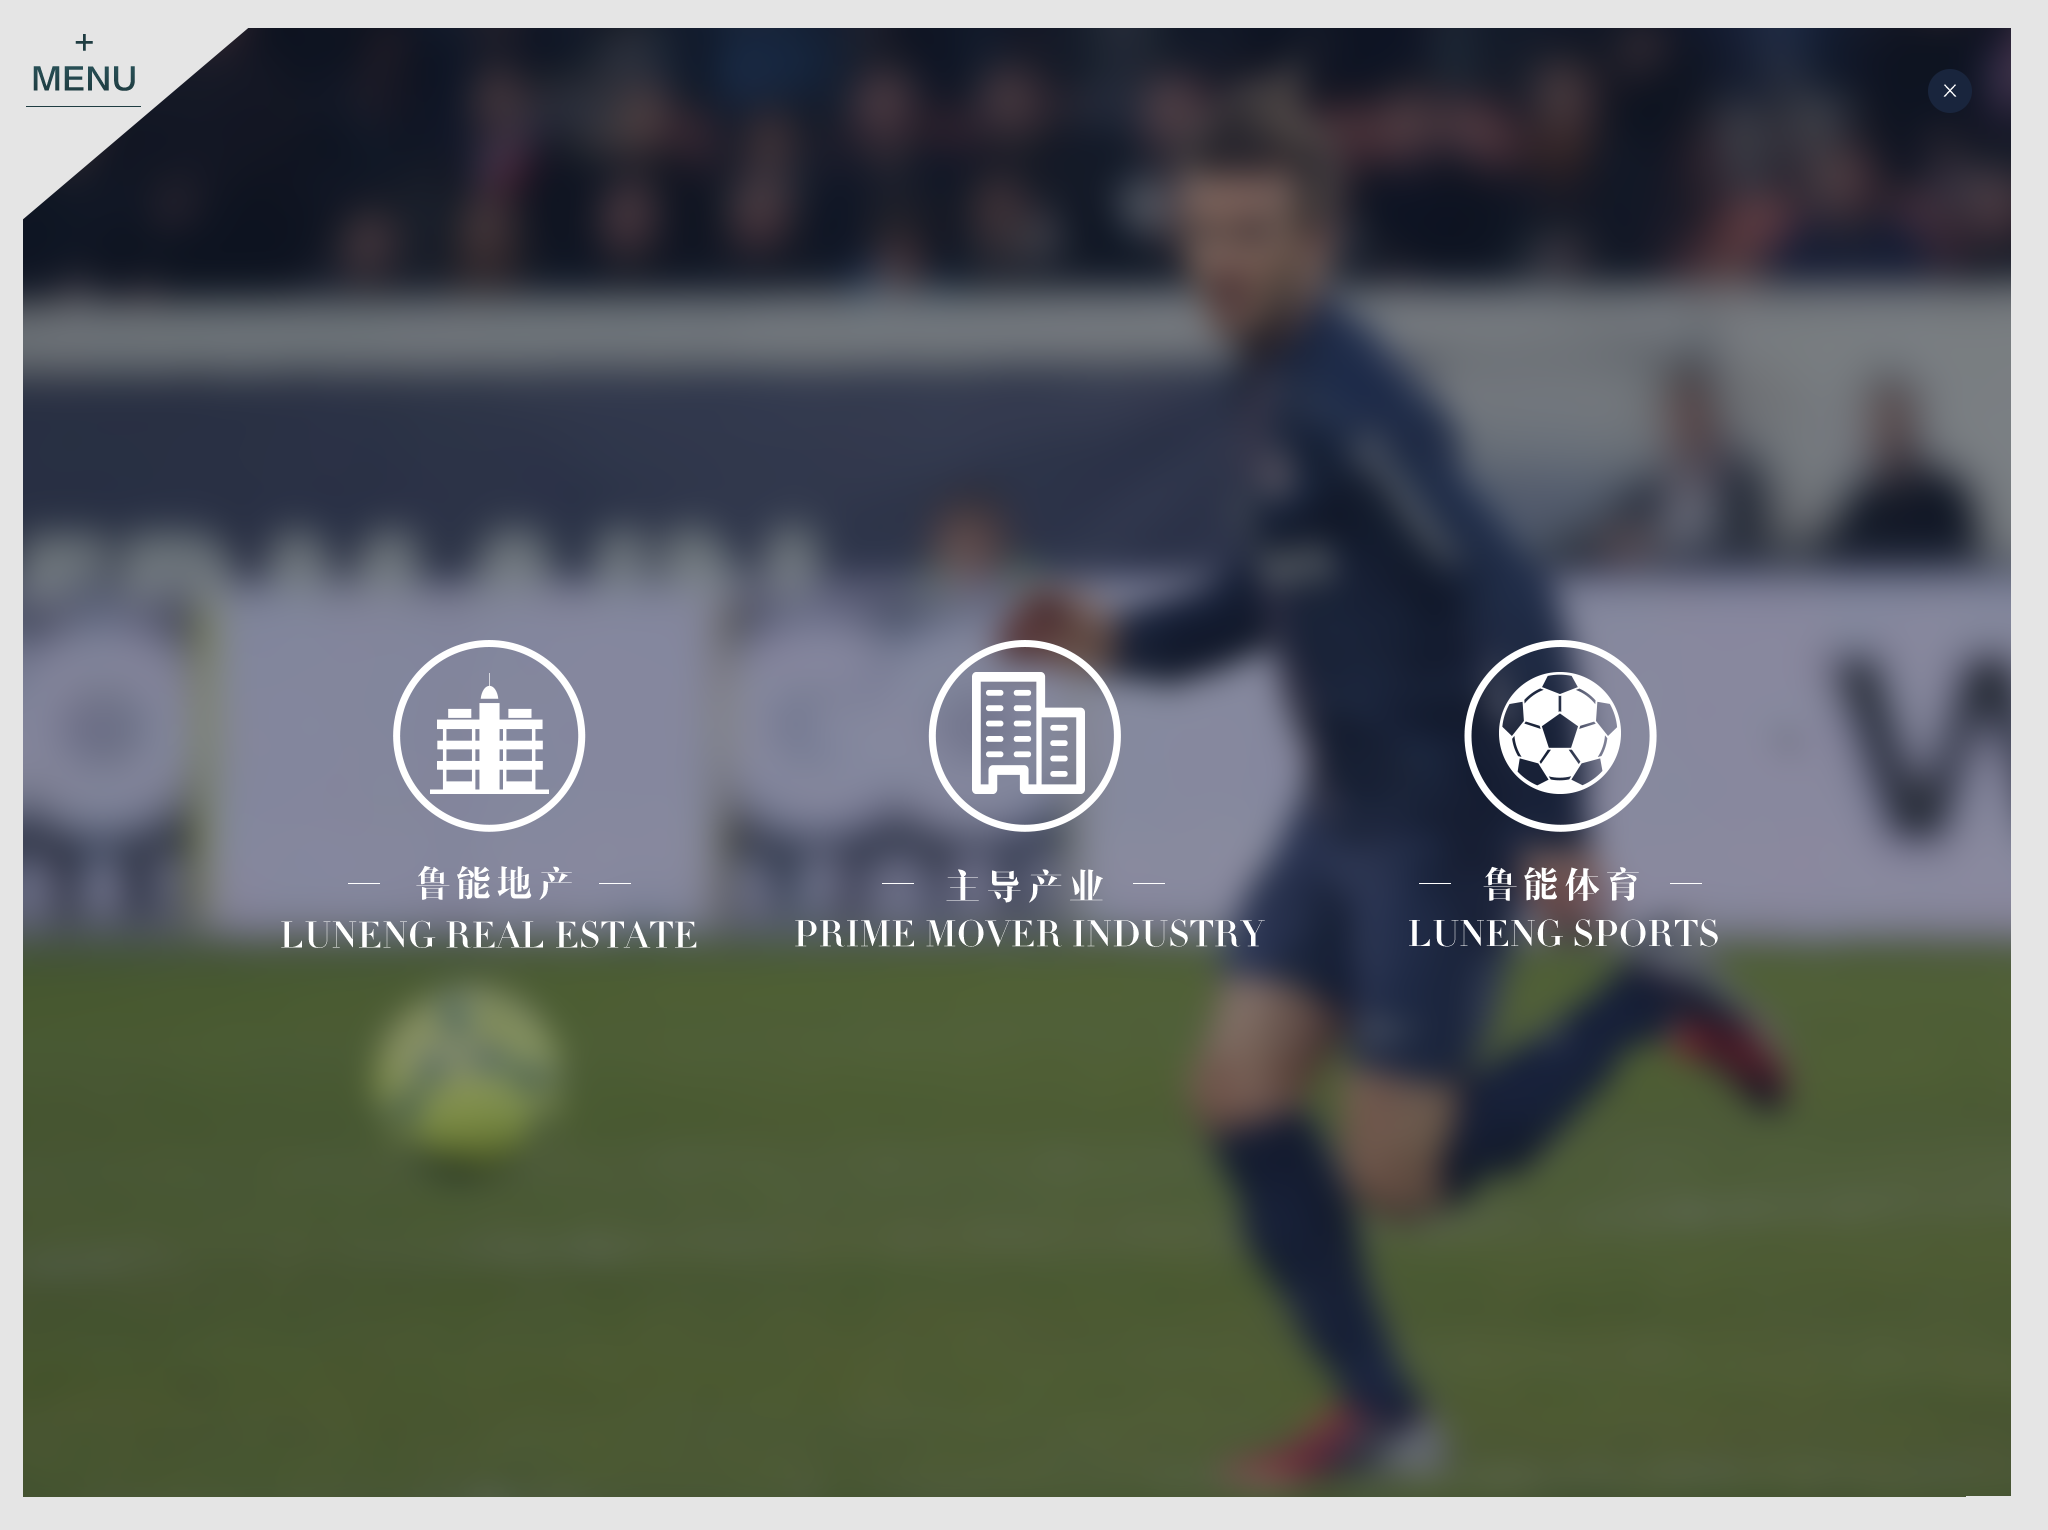 +
MENU
×
鲁能地产
LUNENG REAL ESTATE
主导产业
PRIME MOVER INDUSTRY
鲁能体育
LUNENG SPORTS
W